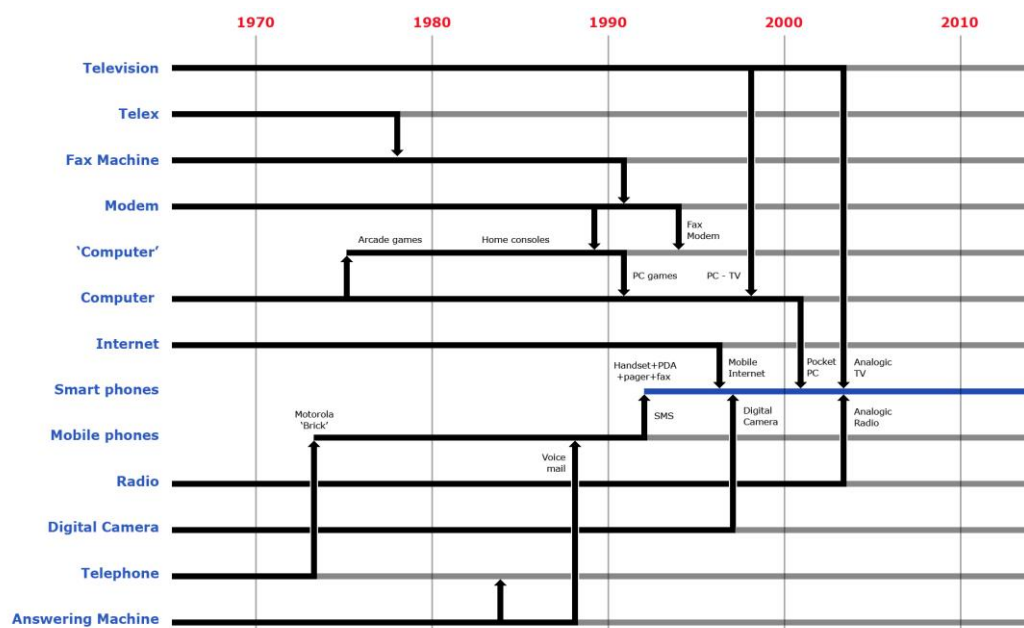 1970 1980 1990 2000 2010
Television
Telex
Fax Machine
Modem
Fax
Modem
‘Computer’
Arcade games
Home consoles
PC games
PC - TV
Computer
Internet
Handset+PDA
+pager+fax
Mobile
Internet
Pocket
PC
Analogic
TV
Smart phones
Motorola
‘Brick’
SMS
Digital
Camera
Analogic
Radio
Mobile phones
Voice
mail
Radio
Digital Camera
Telephone
Answering Machine